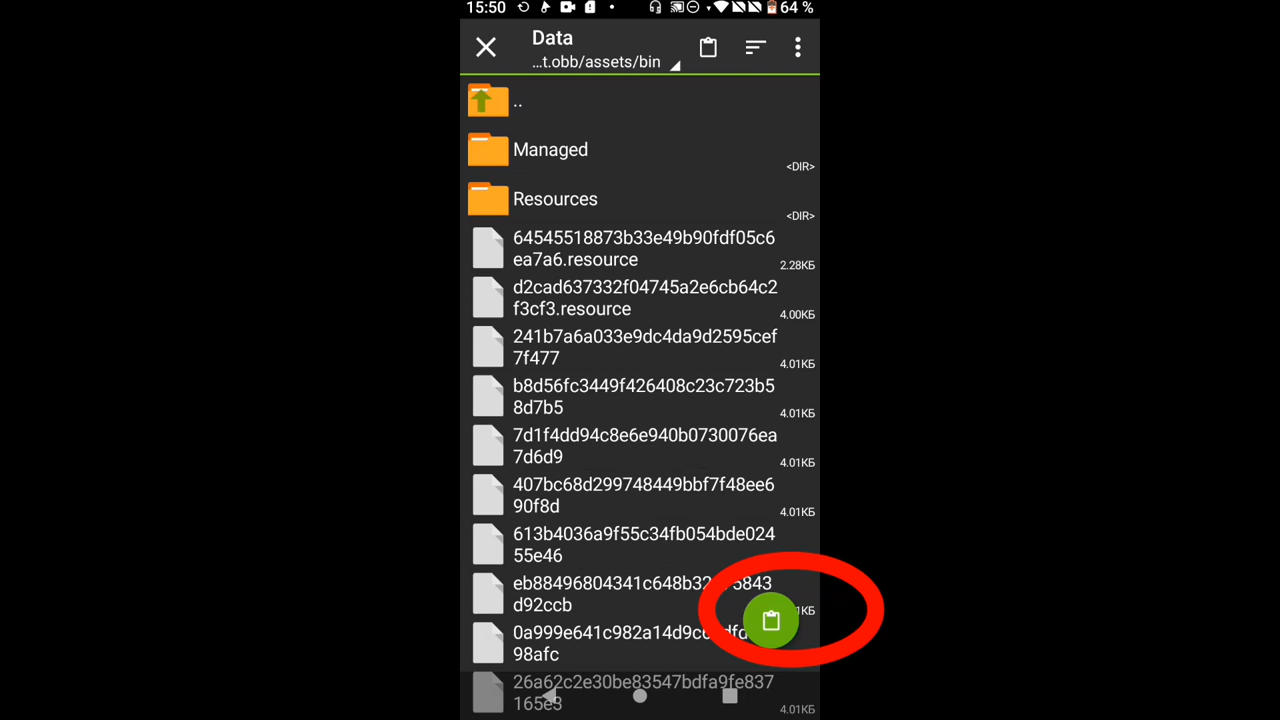 15:50
64 %
Data
...t.obb/assets/bin
..
Managed
<DIR>
Resources
<DIR>
64545518873b33e49b90fdf05c6
ea7a6.resource
2.28КБ
d2cad637332f04745a2e6cb64c2
f3cf3.resource
4.00КБ
241b7a6a033e9dc4da9d2595cef
7f477
4.01КБ
b8d56fc3449f426408c23c723b5
8d7b5
4.01КБ
7d1f4dd94c8e6e940b0730076ea
7d6d9
4.01КБ
407bc68d299748449bbf7f48ee6
90f8d
4.01КБ
613b4036a9f55c34fb054bde024
55e46
d92ccb
98afc
26a62c2e30be83547bdfa9fe837
165e3
4.01КБ